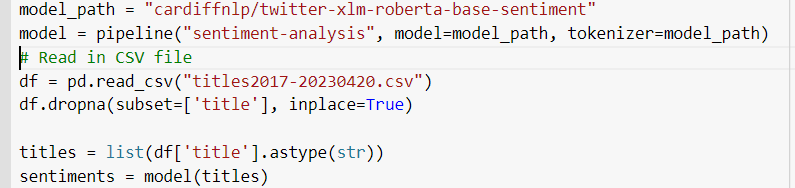 model_path = "cardiffnlp/twitter-xlm-roberta-base-sentiment"
model = pipeline("sentiment-analysis", model=model_path, tokenizer=model_path)
# Read in CSV file
df = pd.read_csv("titles2017-20230420.csv")
df.dropna(subset=['title'], inplace=True)
titles = list(df['title'].astype(str))
sentiments = model(titles)